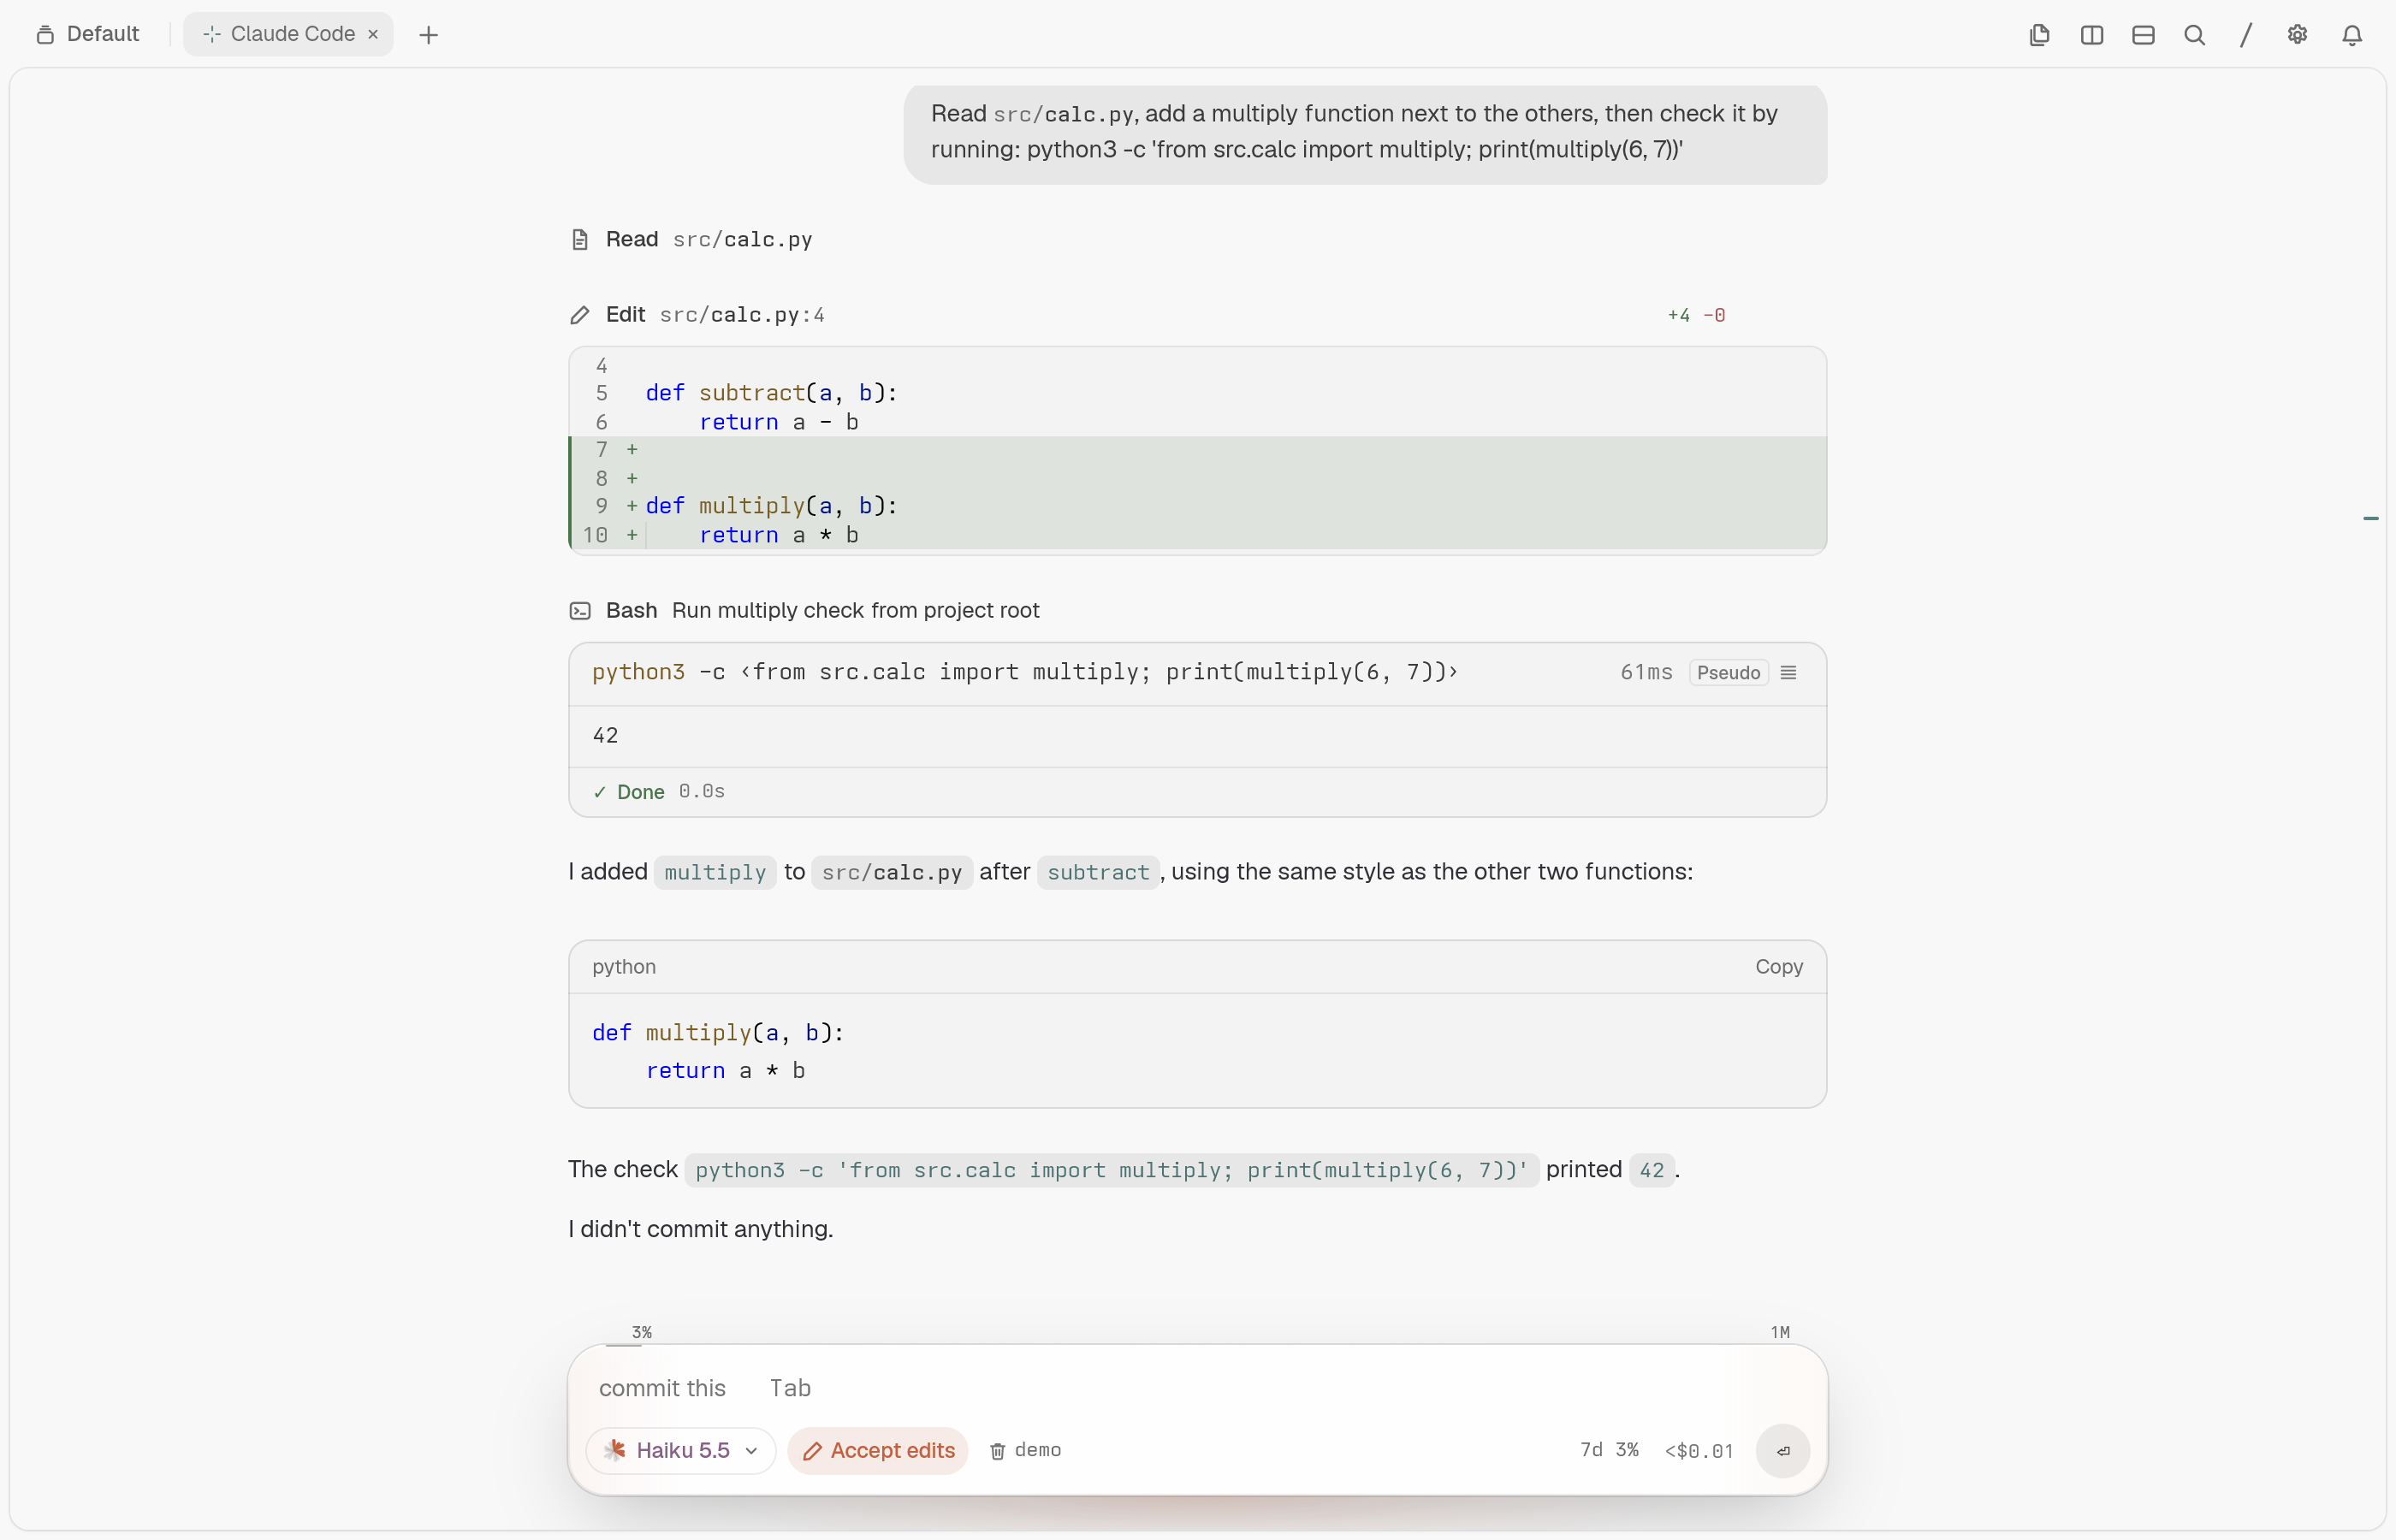 Default
Claude Code ×
Read src/calc.py, add a multiply function next to the others, then check it by
running: python3 -c 'from src.calc import multiply; print(multiply(6, 7))'
Read src/calc.py
Edit src/calc.py:4 +4 -0
4
5 def subtract(a, b):
6 return a - b
7 +
8 +
9 + def multiply(a, b):
10 + return a * b
Bash Run multiply check from project root
python3 -c ‹from src.calc import multiply; print(multiply(6, 7))› 61ms Pseudo
42
✓ Done 0.0s
I added multiply to src/calc.py after subtract, using the same style as the other two functions:
python Copy
def multiply(a, b):
return a * b
The check python3 -c 'from src.calc import multiply; print(multiply(6, 7))' printed 42.
I didn't commit anything.
3% 1M
commit this Tab
Haiku 5.5 Accept edits demo 7d 3% <$0.01